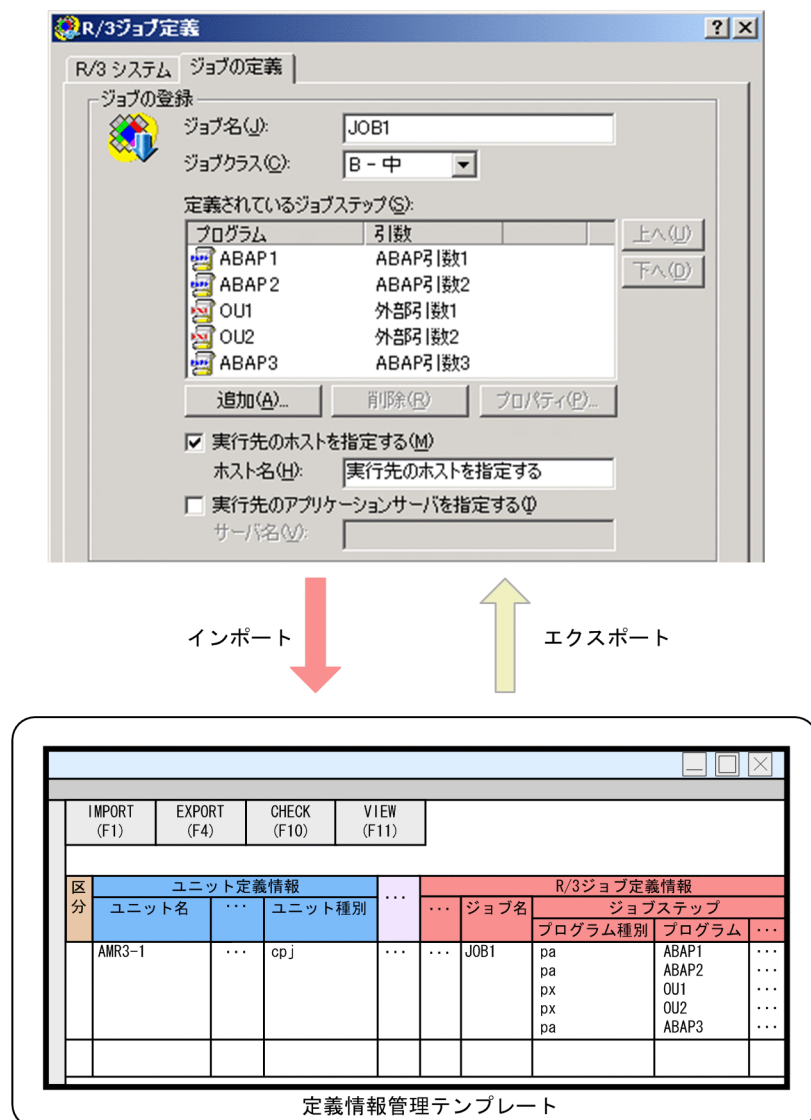 R/3ジョブ定義
R/3 システム ジョブの定義
ジョブの登録
ジョブ名(J): JOB1
ジョブクラス(C): B - 中
定義されているジョブステップ(S):
プログラム 引数
上へ(U)
ABAP1 ABAP引数1
下へ(D)
ABAP2 ABAP引数2
OU1 外部引数1
OU2 外部引数2
ABAP3 ABAP引数3
追加(A)... 削除(R) プロパティ(P)...
実行先のホストを指定する(M)
ホスト名(H): 実行先のホストを指定する
実行先のアプリケーションサーバを指定する(I)
サーバ名(V):
インポート エクスポート
IMPORT EXPORT CHECK VIEW
(F1) (F4) (F10) (F11)
区分 ユニット定義情報 ... R/3ジョブ定義情報
ユニット名 ... ユニット種別 ... ジョブ名 ジョブステップ
プログラム種別 プログラム ...
AMR3-1 ... cpj ... ... JOB1 pa ABAP1 ...
pa ABAP2 ...
px OU1 ...
px OU2 ...
pa ABAP3 ...
定義情報管理テンプレート